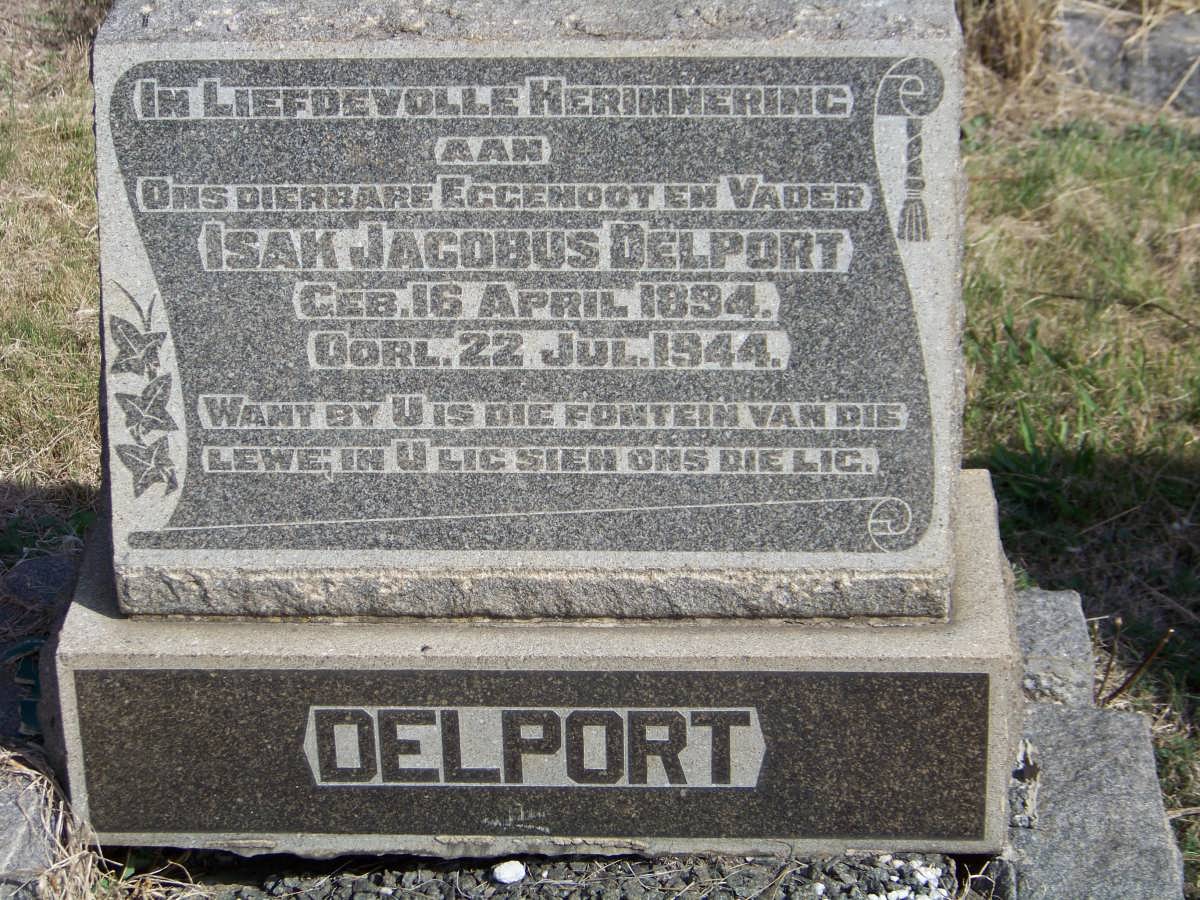 In Liefdevolle Herinnering
aan
Ons dierbare Eggenoot en Vader
Isak Jacobus Delport
Geb. 16 April 1894.
Oorl. 22 Jul. 1944.
Want by U is die fontein van die
lewe, in U lig sien ons die lig.
DELPORT